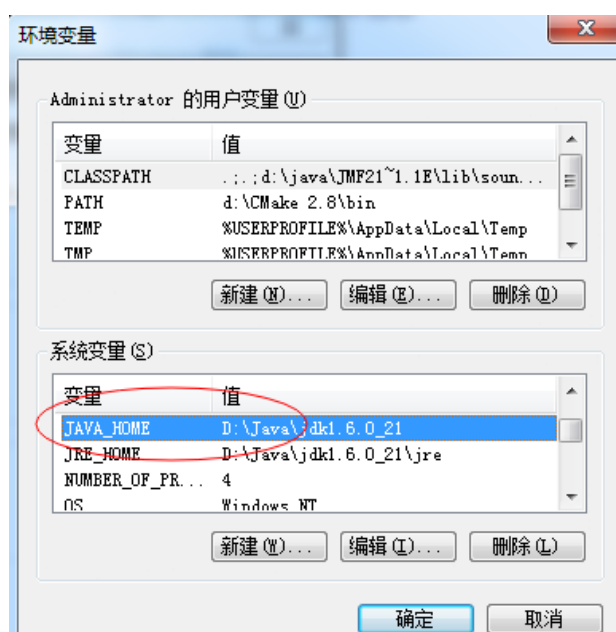 环境变量
Administrator 的用户变量(U)
变量 值
CLASSPATH .;.;d:\java\JMF21~1.1E\lib\soun...
PATH d:\CMake 2.8\bin
TEMP %USERPROFILE%\AppData\Local\Temp
TMP %USERPROFILE%\AppData\Local\Temp
新建(N)... 编辑(E)... 删除(D)
系统变量(S)
变量 值
JAVA_HOME D:\Java\jdk1.6.0_21
JRE_HOME D:\Java\jdk1.6.0_21\jre
NUMBER_OF_PR... 4
OS Windows NT
新建(W)... 编辑(I)... 删除(L)
确定 取消